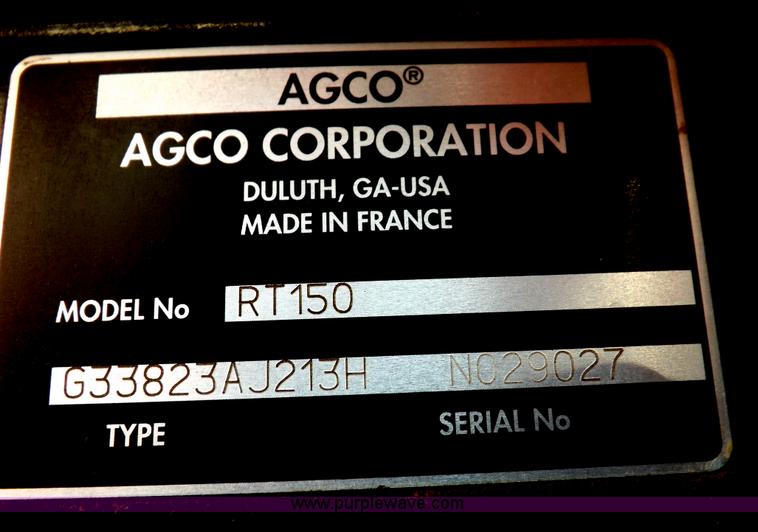 AGCO®
AGCO CORPORATION
DULUTH, GA-USA
MADE IN FRANCE
MODEL No RT150
G33823AJ213H N029027
TYPE SERIAL No
www.purplewave.com